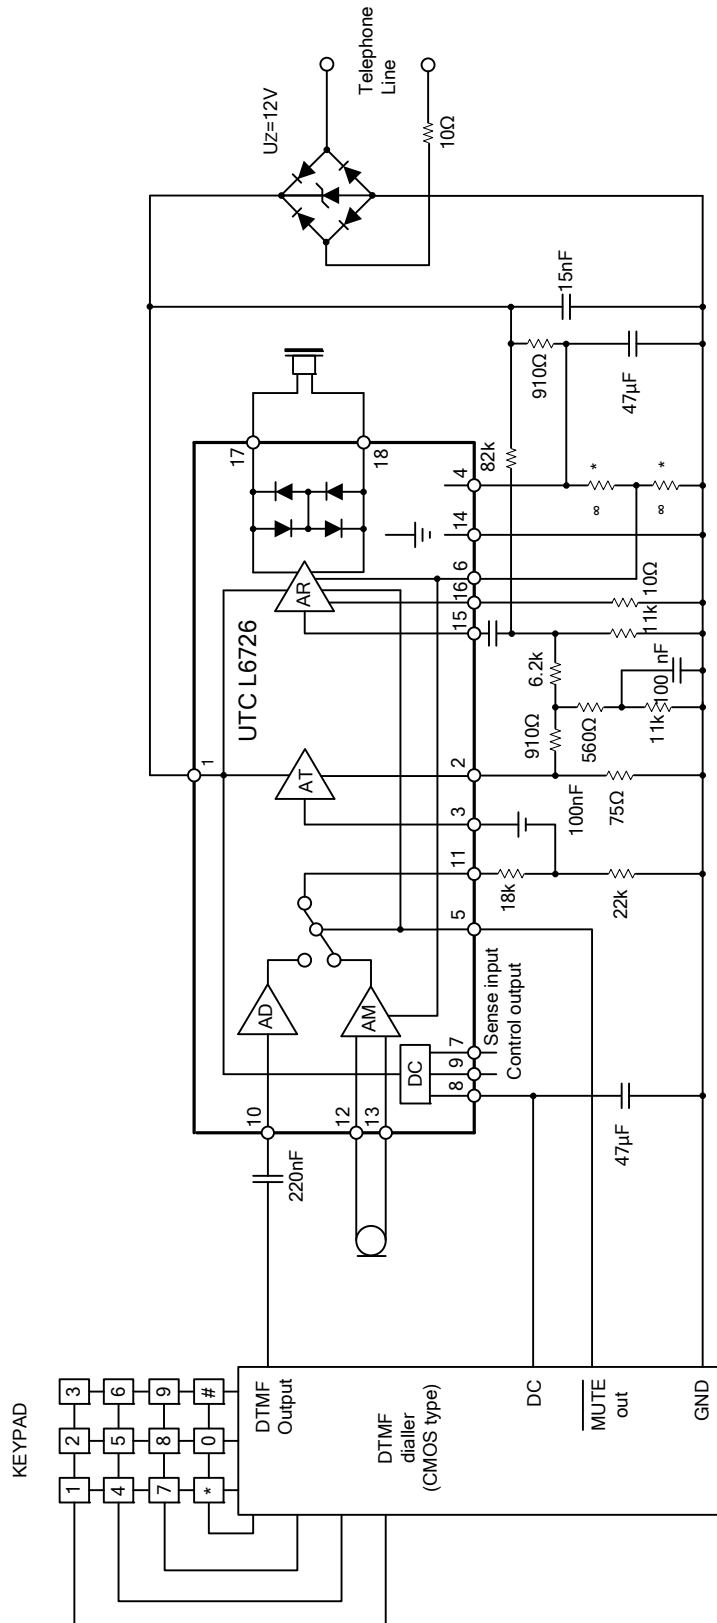 KEYPAD
1
2
3
4
5
6
7
8
9
*
0
#
DTMF
Output
DTMF
dialler
(CMOS type)
DC
MUTE
out
GND
220nF
10
12
13
AD
AM
DC
8
9
7
Sense input
Control output
47µF
5
11
3
2
18k
22k
1
UTC L6726
AT
AR
100nF
75Ω
910Ω
6.2k
560Ω
11k
100 nF
11k
10Ω
15
16
6
14
4
17
18
82k
∞
*
∞
*
910Ω
47µF
15nF
Uz=12V
Telephone
Line
10Ω